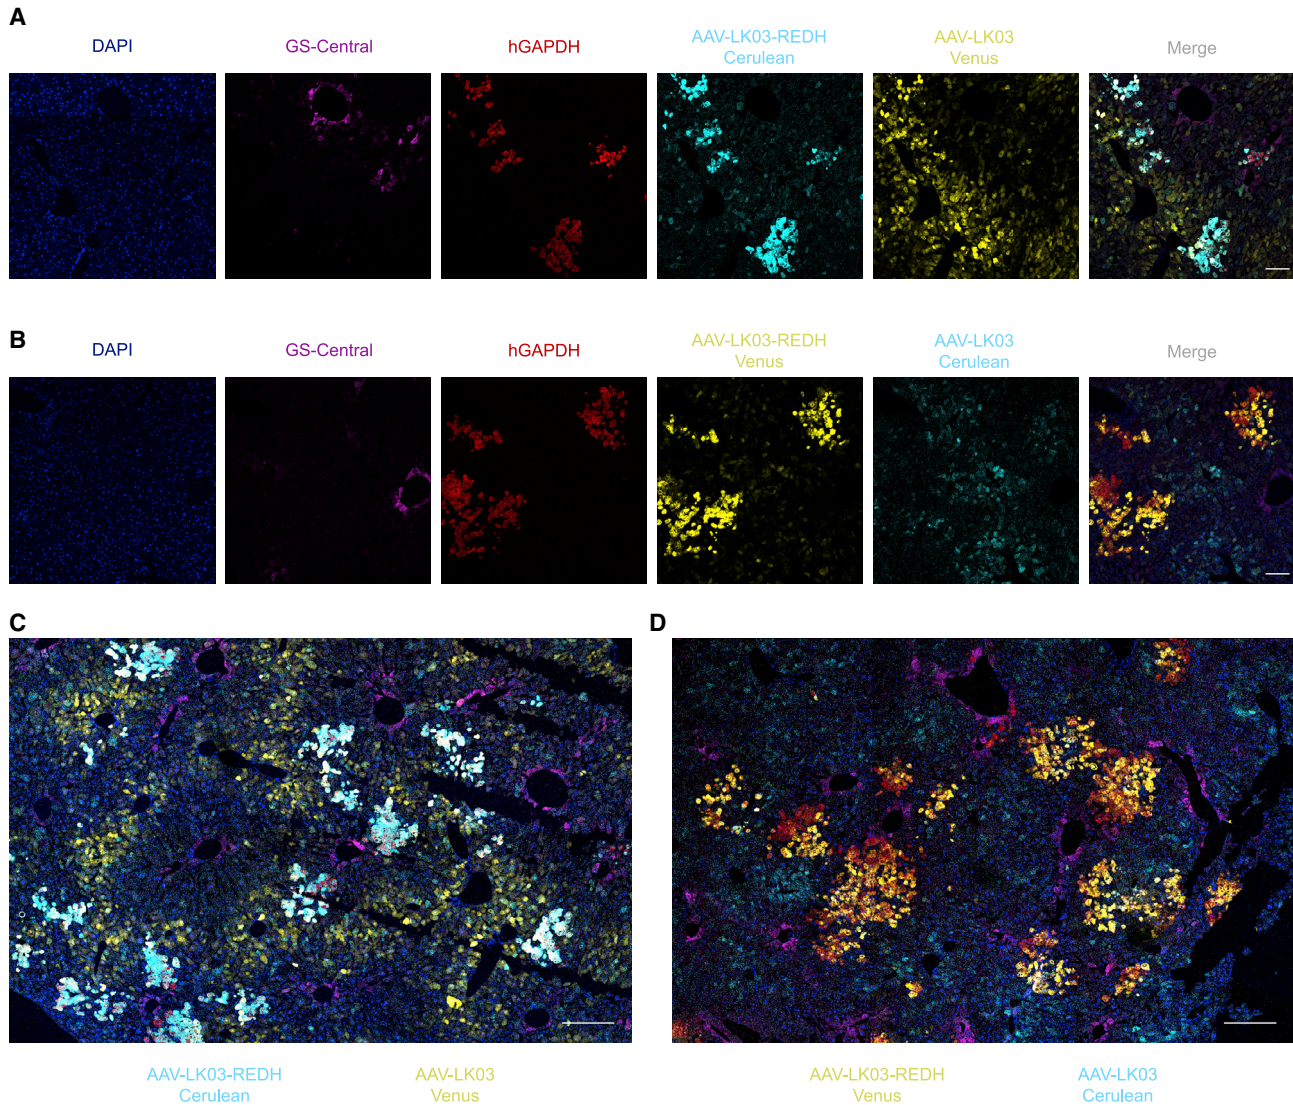 A
DAPI
GS-Central
hGAPDH
AAV-LK03-REDH
Cerulean
AAV-LK03
Venus
Merge
B
DAPI
GS-Central
hGAPDH
AAV-LK03-REDH
Venus
AAV-LK03
Cerulean
Merge
C
D
AAV-LK03-REDH
Cerulean
AAV-LK03
Venus
AAV-LK03-REDH
Venus
AAV-LK03
Cerulean